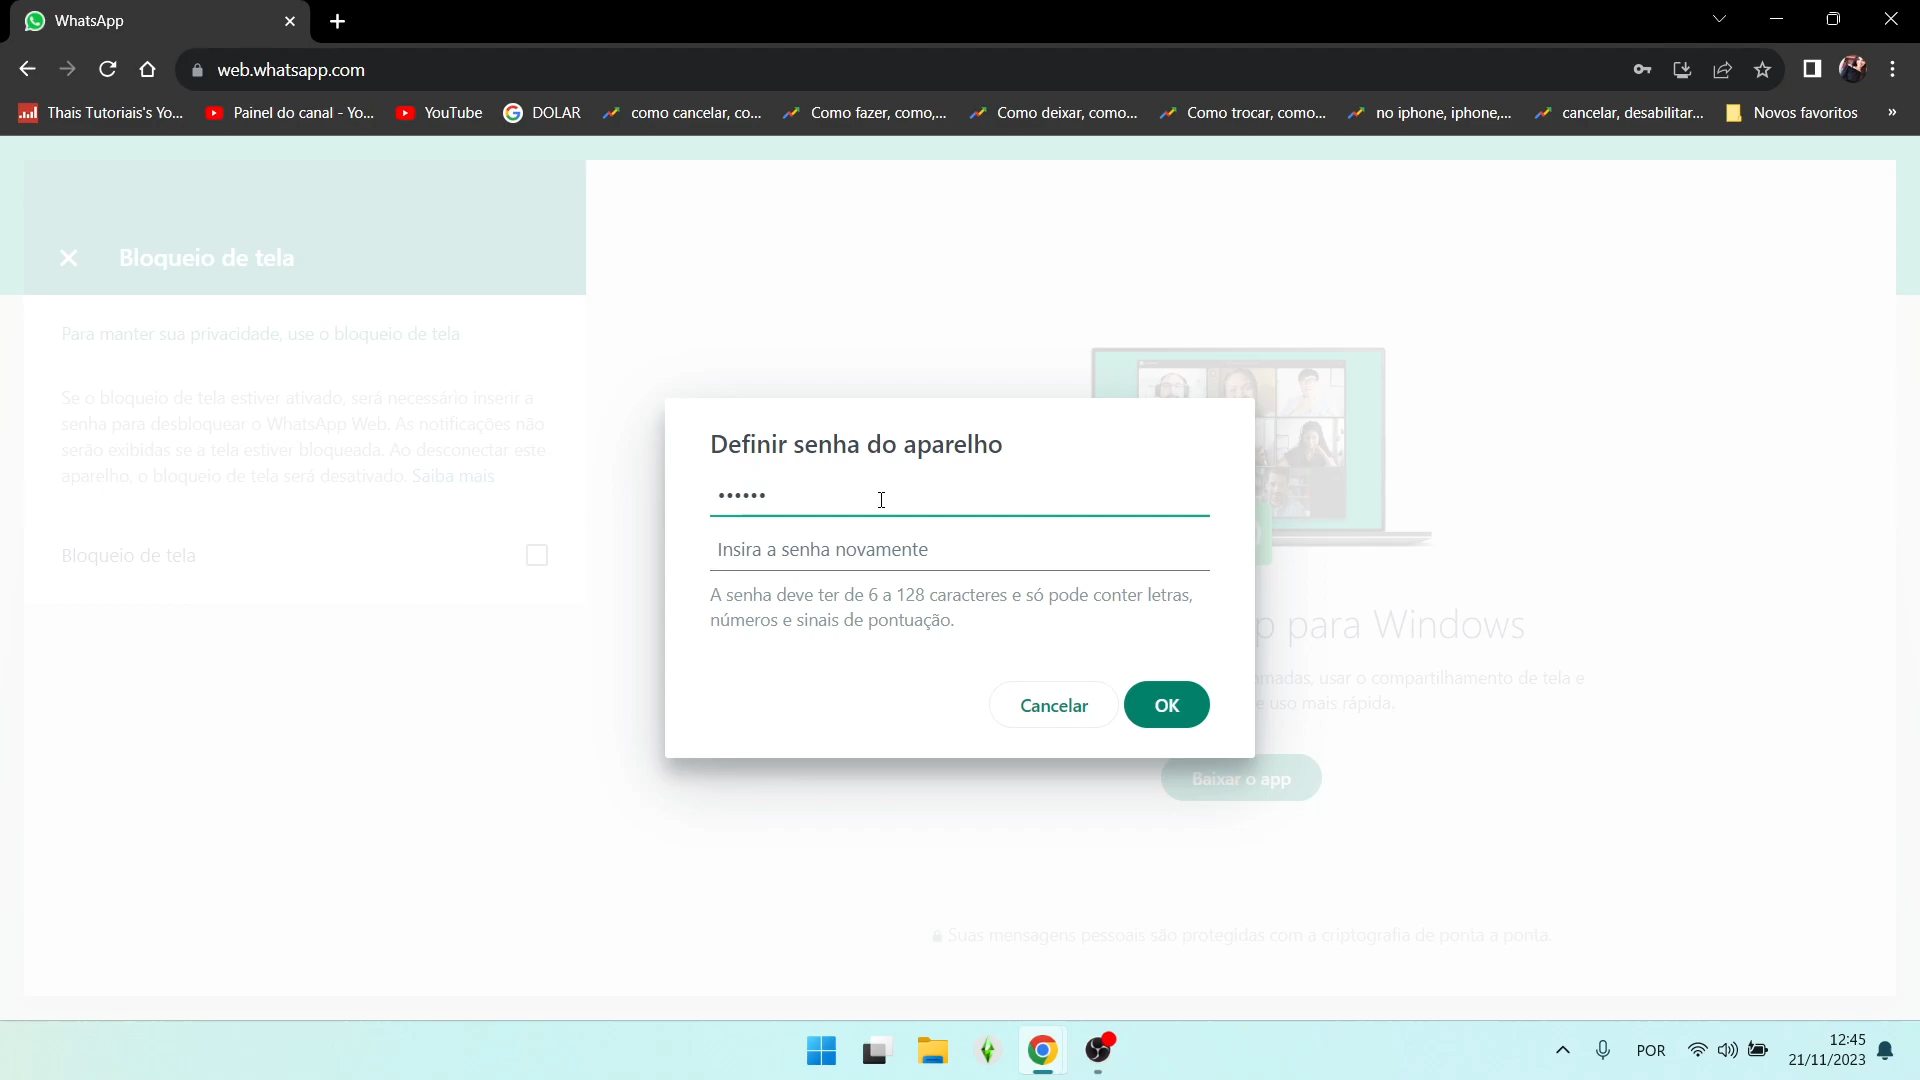 WhatsApp
web.whatsapp.com
Thais Tutoriais's Yo...
Painel do canal - Yo...
YouTube
DOLAR
como cancelar, co...
Como fazer, como,...
Como deixar, como...
Como trocar, como...
no iphone, iphone,...
cancelar, desabilitar...
Novos favoritos
»
Bloqueio de tela
Para manter sua privacidade, use o bloqueio de tela
Se o bloqueio de tela estiver ativado, será necessário inserir a
senha para desbloquear o WhatsApp Web. As notificações não
serão exibidas se a tela estiver bloqueada. Ao desconectar este
aparelho, o bloqueio de tela será desativado. Saiba mais
Bloqueio de tela
Definir senha do aparelho
••••••
Insira a senha novamente
A senha deve ter de 6 a 128 caracteres e só pode conter letras,
números e sinais de pontuação.
Cancelar
OK
para Windows
usar o compartilhamento de tela e
uso mais rápida.
Baixar o app
Suas mensagens pessoais são protegidas com a criptografia de ponta a ponta.
POR
12:45
21/11/2023